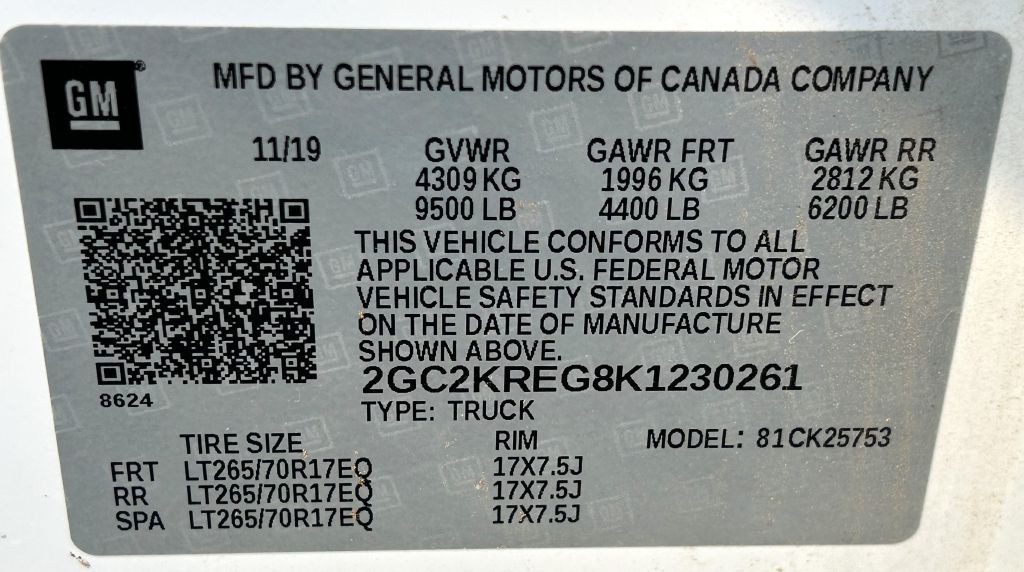 GM
MFD BY GENERAL MOTORS OF CANADA COMPANY
11/19 GVWR GAWR FRT GAWR RR
4309 KG 1996 KG 2812 KG
9500 LB 4400 LB 6200 LB
THIS VEHICLE CONFORMS TO ALL
APPLICABLE U.S. FEDERAL MOTOR
VEHICLE SAFETY STANDARDS IN EFFECT
ON THE DATE OF MANUFACTURE
SHOWN ABOVE.
2GC2KREG8K1230261
8624
TYPE: TRUCK
TIRE SIZE RIM MODEL: 81CK25753
FRT LT265/70R17EQ 17X7.5J
RR LT265/70R17EQ 17X7.5J
SPA LT265/70R17EQ 17X7.5J